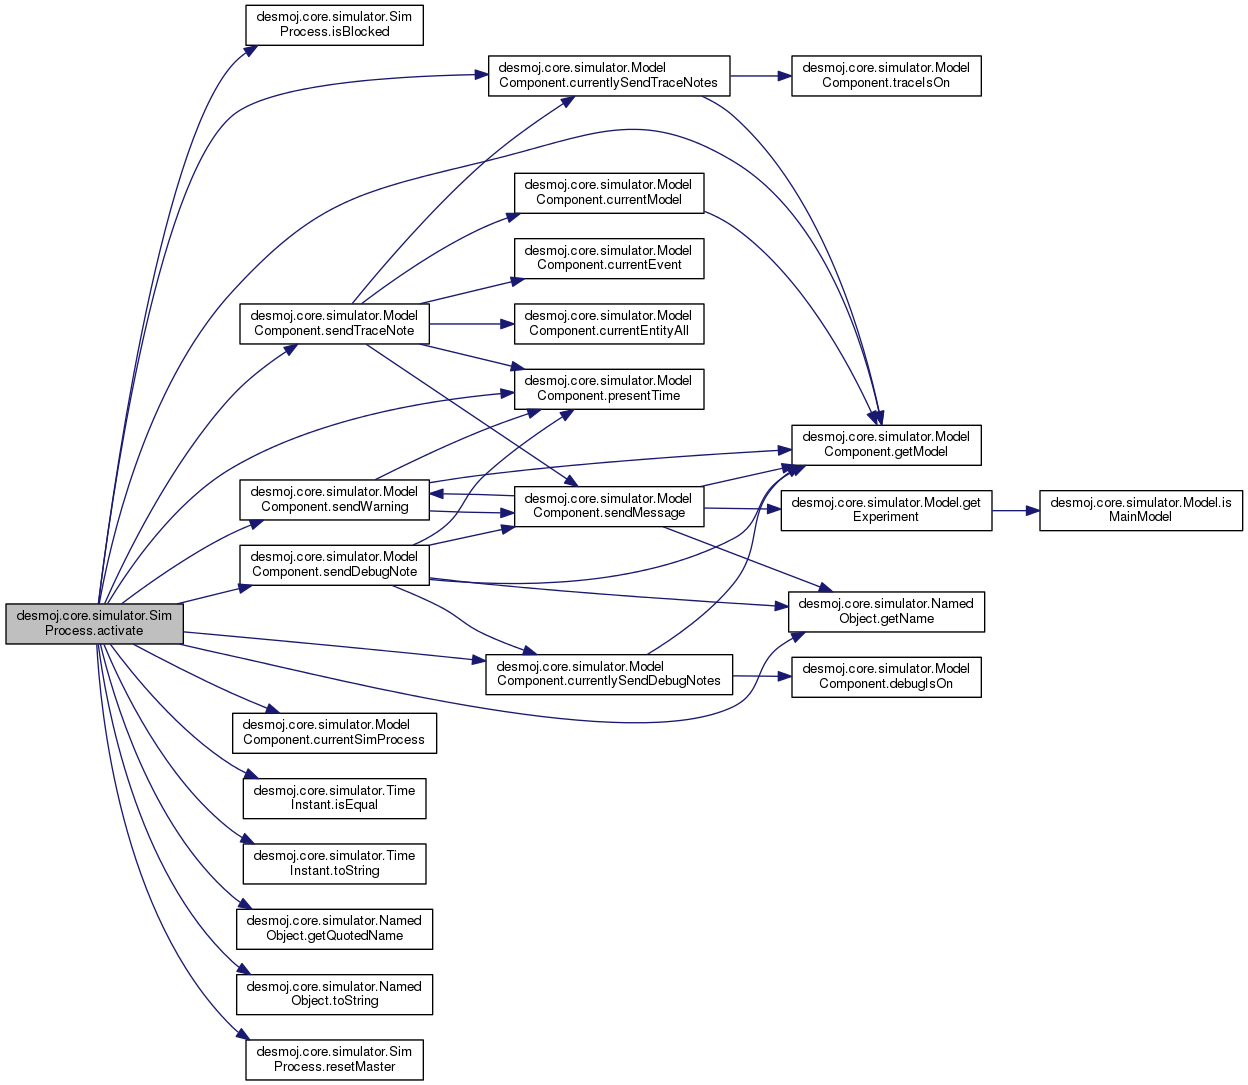 desmoj.core.simulator.Sim
Process.isBlocked
desmoj.core.simulator.Model
Component.currentlySendTraceNotes
desmoj.core.simulator.Model
Component.traceIsOn
desmoj.core.simulator.Model
Component.currentModel
desmoj.core.simulator.Model
Component.currentEvent
desmoj.core.simulator.Model
Component.sendTraceNote
desmoj.core.simulator.Model
Component.currentEntityAll
desmoj.core.simulator.Model
Component.presentTime
desmoj.core.simulator.Model
Component.getModel
desmoj.core.simulator.Model
Component.sendWarning
desmoj.core.simulator.Model
Component.sendMessage
desmoj.core.simulator.Model.get
Experiment
desmoj.core.simulator.Model.is
MainModel
desmoj.core.simulator.Model
Component.sendDebugNote
desmoj.core.simulator.Sim
Process.activate
desmoj.core.simulator.Named
Object.getName
desmoj.core.simulator.Model
Component.currentlySendDebugNotes
desmoj.core.simulator.Model
Component.debugIsOn
desmoj.core.simulator.Model
Component.currentSimProcess
desmoj.core.simulator.Time
Instant.isEqual
desmoj.core.simulator.Time
Instant.toString
desmoj.core.simulator.Named
Object.getQuotedName
desmoj.core.simulator.Named
Object.toString
desmoj.core.simulator.Sim
Process.resetMaster